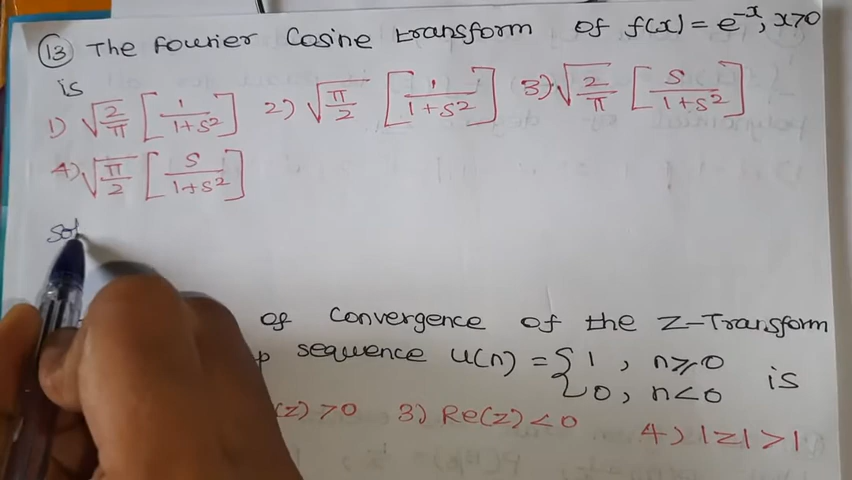 13 The Fourier Cosine transform of f(x) = e^-x, x>0
is
1) √(2/π) [1/(1+s²)] 2) √(π/2) [1/(1+s²)] 3) √(2/π) [s/(1+s²)]
4) √(π/2) [s/(1+s²)]
Sol
of convergence of the Z-Transform
p sequence u(n) = { 1, n≥0
0, n<0 is
(z) >0 3) Re(z) <0 4) |z| >1